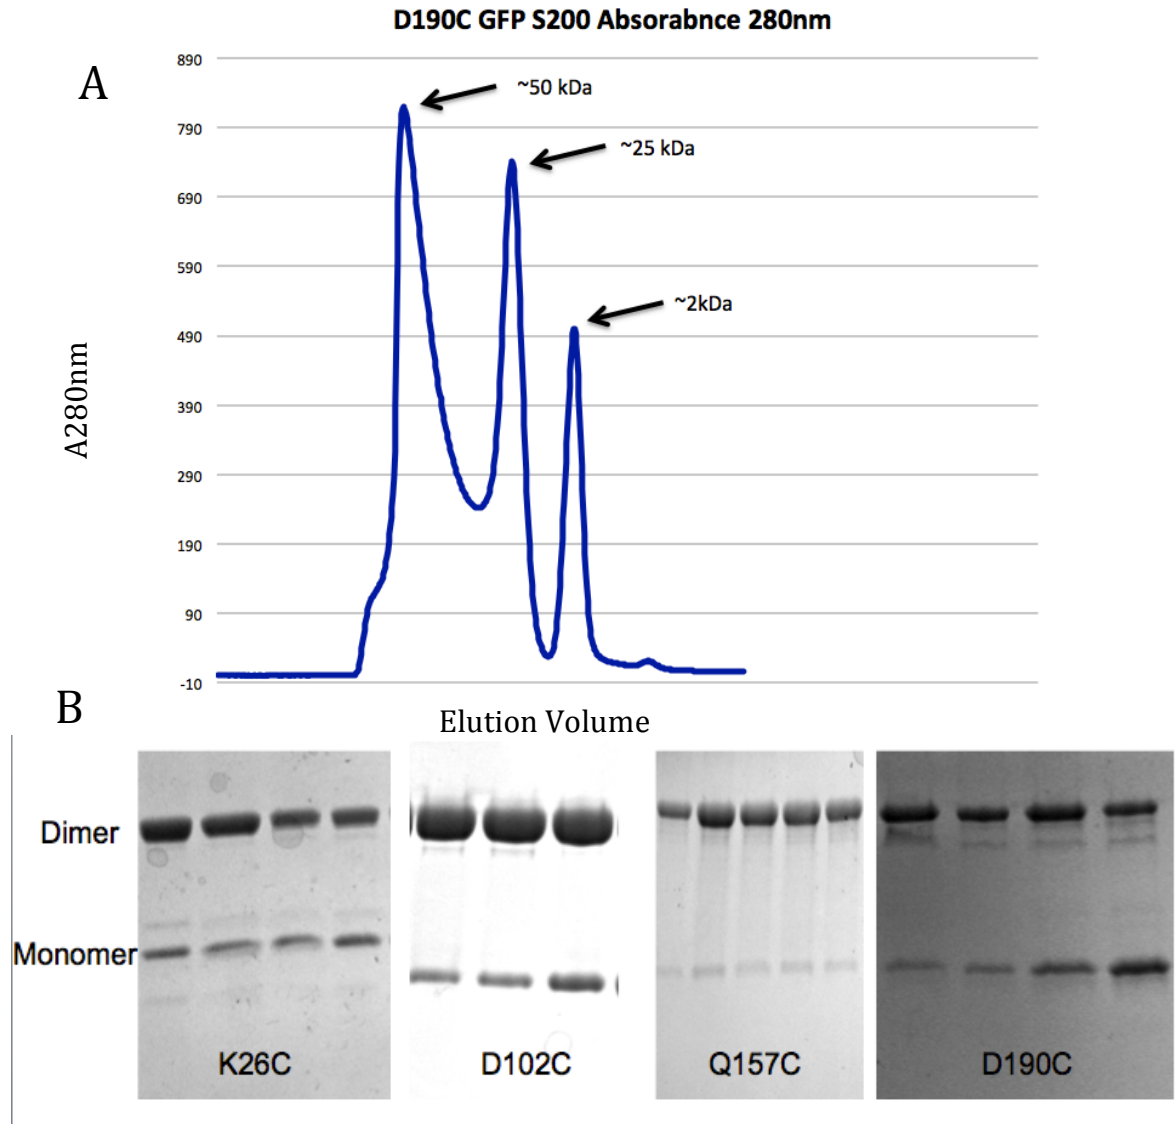 D190C GFP S200 Absorabnce 280nm
A
890
790
690
590
490
390
290
190
90
-10
~50 kDa
~25 kDa
~2kDa
A280nm
Elution Volume
B
Dimer
Monomer
K26C
D102C
Q157C
D190C